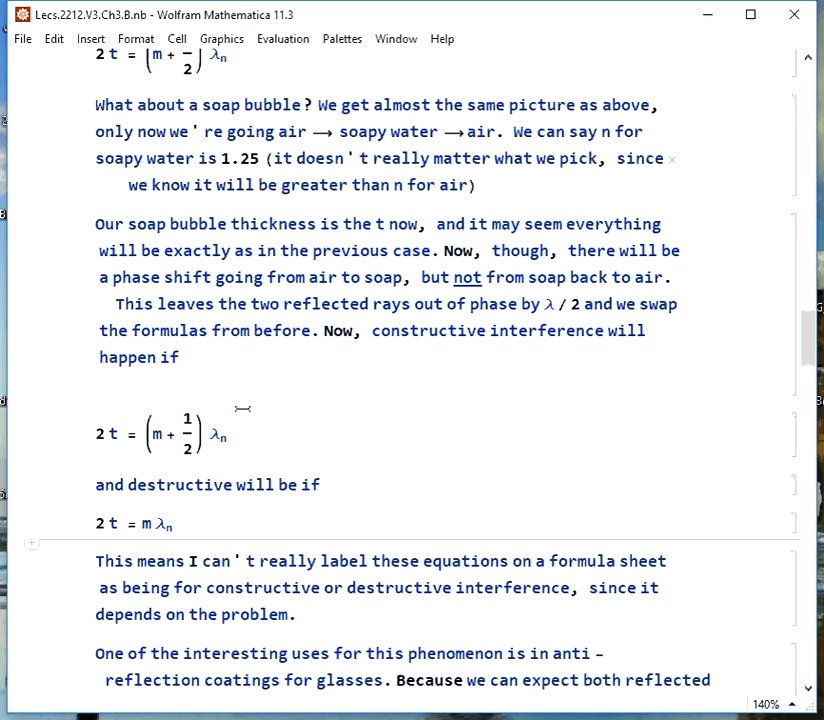 Lecs.2212.V3.Ch3.B.nb - Wolfram Mathematica 11.3
File Edit Insert Format Cell Graphics Evaluation Palettes Window Help
2 t = (m + 1/2) λn
What about a soap bubble? We get almost the same picture as above,
only now we're going air → soapy water → air. We can say n for
soapy water is 1.25 (it doesn't really matter what we pick, since
we know it will be greater than n for air)
Our soap bubble thickness is the t now, and it may seem everything
will be exactly as in the previous case. Now, though, there will be
a phase shift going from air to soap, but not from soap back to air.
This leaves the two reflected rays out of phase by λ / 2 and we swap
the formulas from before. Now, constructive interference will
happen if
2 t = (m + 1/2) λn
and destructive will be if
2 t = m λn
This means I can't really label these equations on a formula sheet
as being for constructive or destructive interference, since it
depends on the problem.
One of the interesting uses for this phenomenon is in anti -
reflection coatings for glasses. Because we can expect both reflected
140%